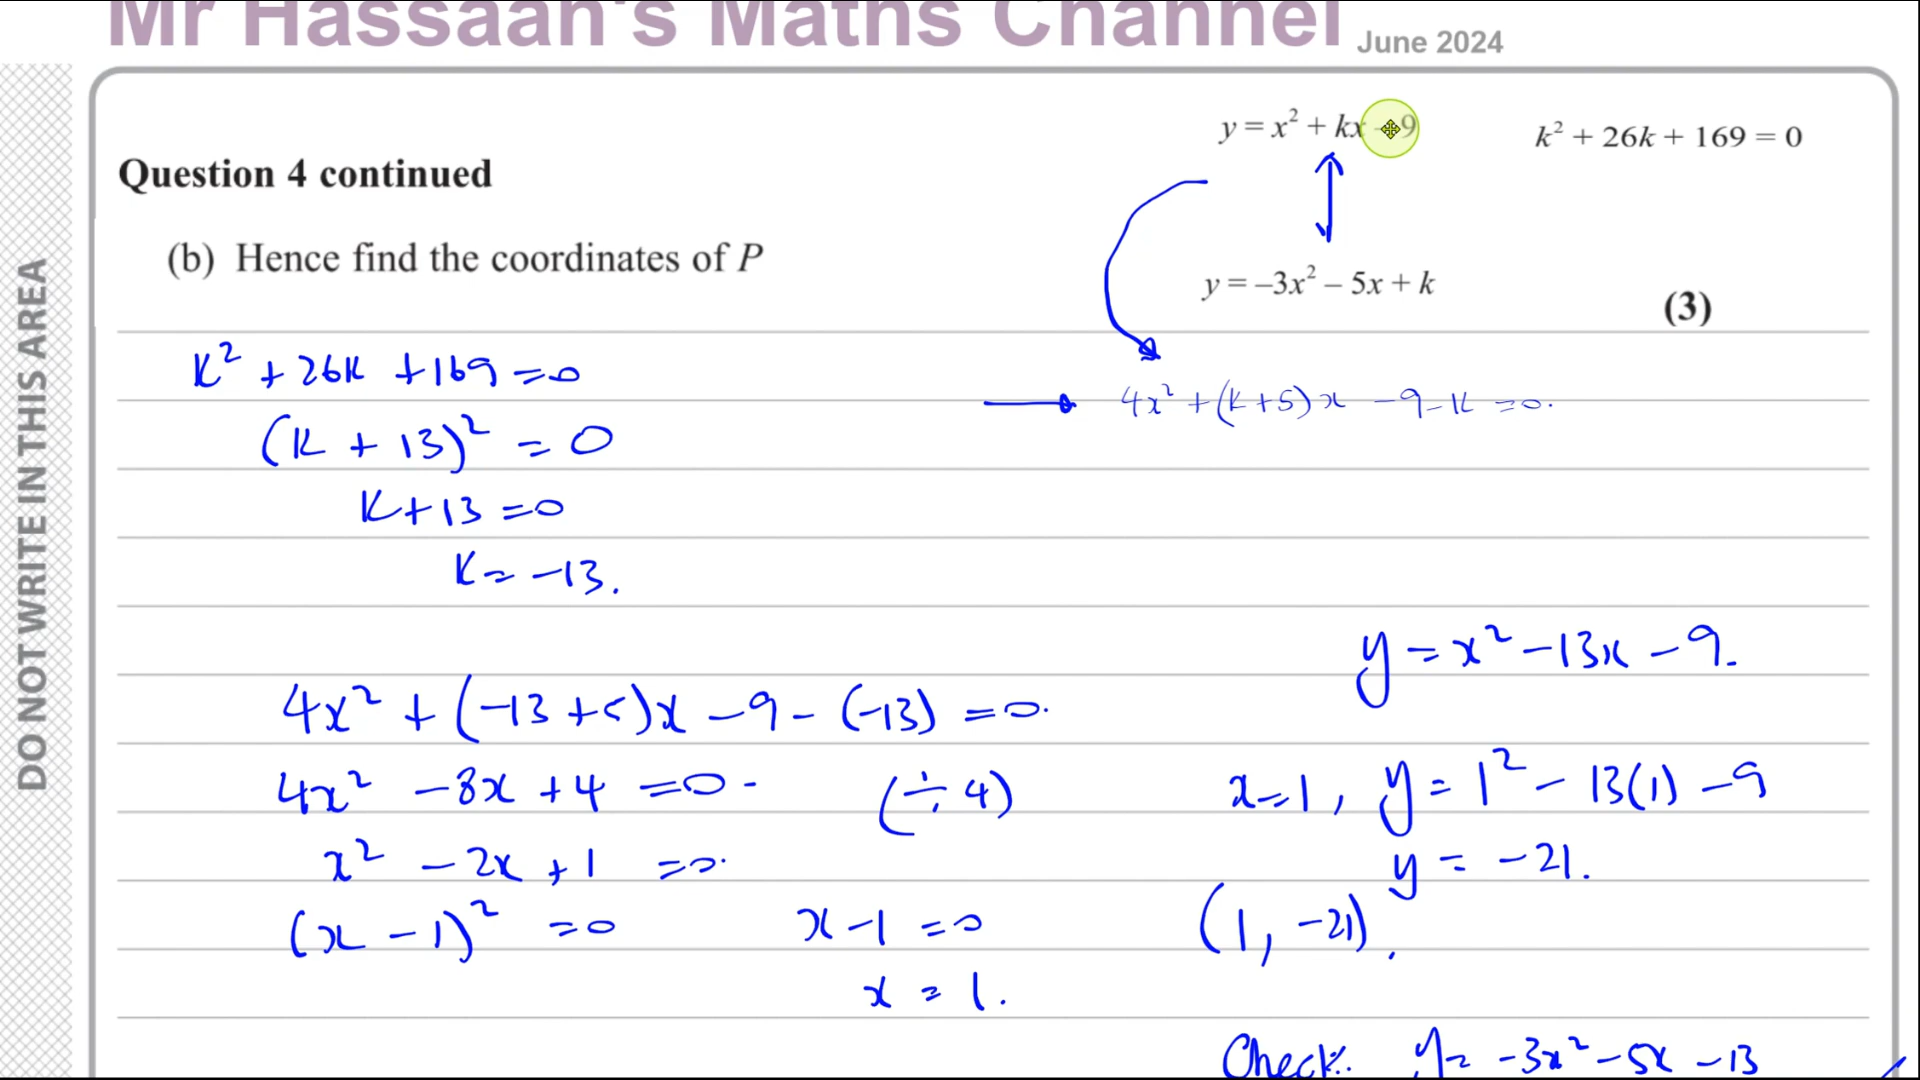 Mr Hassaan's Maths Channel June 2024
y = x² + kx – 9
k² + 26k + 169 = 0
Question 4 continued
(b) Hence find the coordinates of P
y = –3x² – 5x + k
(3)
DO NOT WRITE IN THIS AREA
k² + 26k + 169 = 0
4x² + (k+5)x - 9 - k = 0.
(k + 13)² = 0
k + 13 = 0
k = -13.
y = x² - 13x - 9.
4x² + (-13+5)x - 9 - (-13) = 0.
4x² - 8x + 4 = 0 - (÷4)
x=1, y = 1² - 13(1) - 9
x² - 2x + 1 = 0.
y = -21.
(x - 1)² = 0 x - 1 = 0
(1, -21).
x = 1.
Check: y = -3x² - 5x - 13